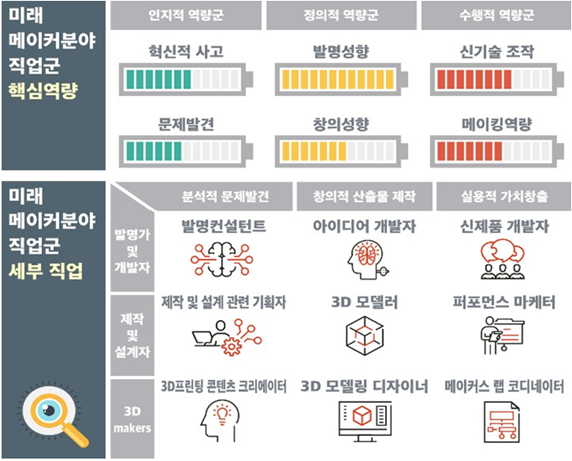 미래
메이커분야
직업군
핵심역량
인지적 역량군
정의적 역량군
수행적 역량군
혁신적 사고
발명성향
신기술 조작
문제발견
창의성향
메이킹역량
미래
메이커분야
직업군
세부 직업
분석적 문제발견
창의적 산출물 제작
실용적 가치창출
발명가
및
개발자
발명컨설턴트
아이디어 개발자
신제품 개발자
제작
및
설계자
제작 및 설계 관련 기획자
3D 모델러
퍼포먼스 마케터
3D
makers
3D프린팅 콘텐츠 크리에이터
3D 모델링 디자이너
메이커스 랩 코디네이터